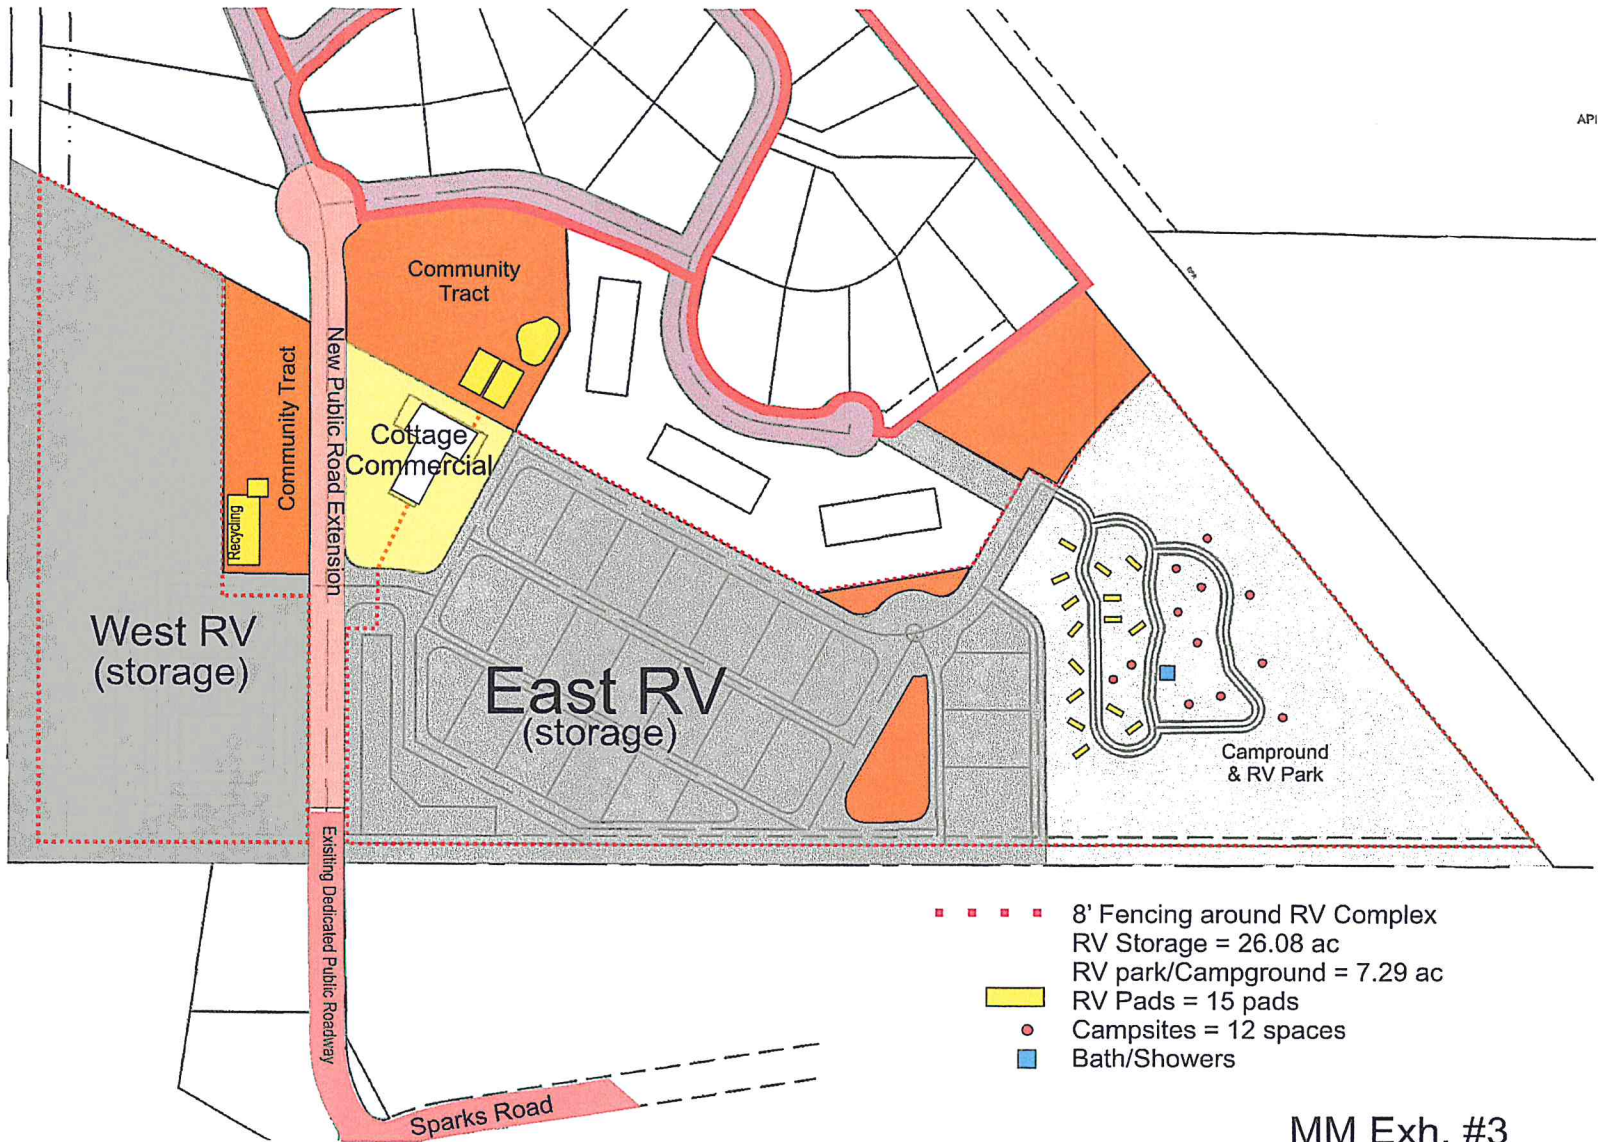 API
Community
Tract
New Public Road Extension
Community Tract
Cottage
Commercial
Recycling
West RV
(storage)
East RV
(storage)
Campround
& RV Park
Exisiting Dedicated Public Roadway
8' Fencing around RV Complex
RV Storage = 26.08 ac
RV park/Campground = 7.29 ac
RV Pads = 15 pads
Campsites = 12 spaces
Bath/Showers
Sparks Road
MM Exh. #3